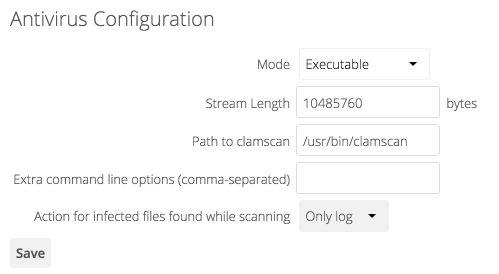 Antivirus Configuration
Mode Executable
Stream Length 10485760 bytes
Path to clamscan /usr/bin/clamscan
Extra command line options (comma-separated)
Action for infected files found while scanning Only log
Save